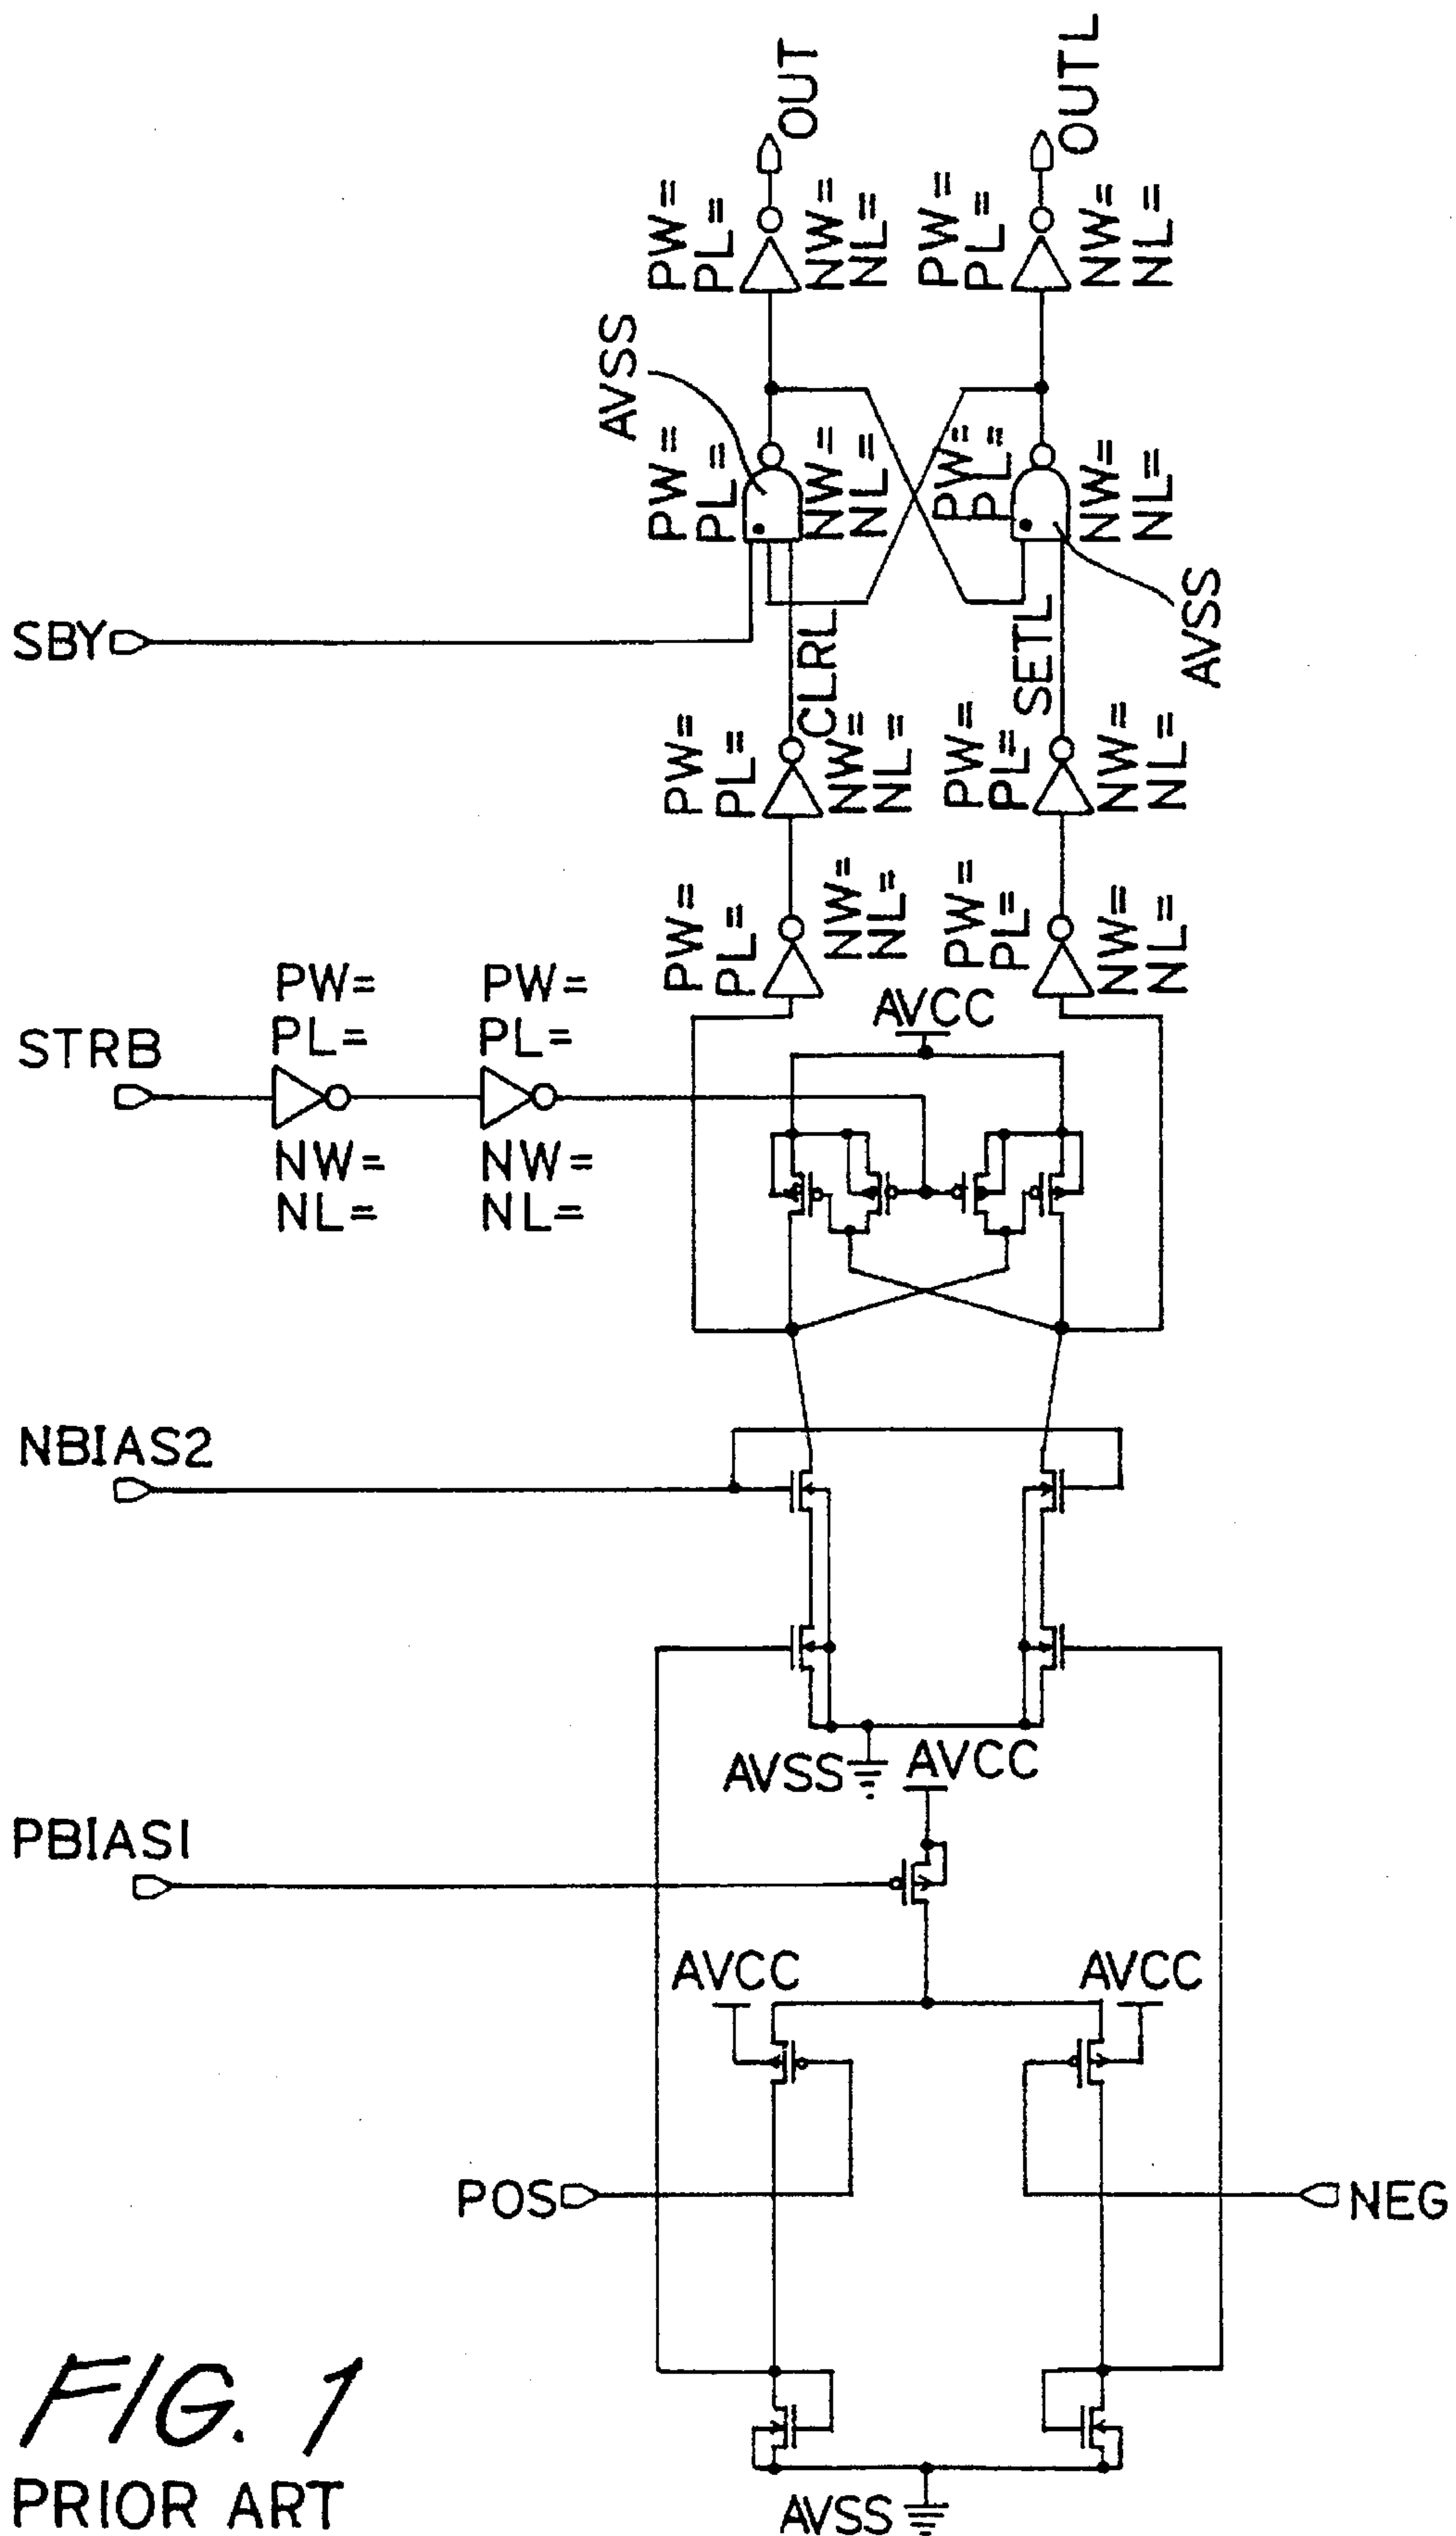 OUT
OUTL
PW=
PL=
NW=
NL=
PW=
PL=
NW=
NL=
AVSS
PW=
PL=
NW=
NL=
PW=
PL=
NW=
NL=
AVSS
SBY
CLRL
SETL
PW=
PL=
NW=
NL=
PW=
PL=
NW=
NL=
PW=
PL=
NW=
NL=
PW=
PL=
NW=
NL=
STRB
PW=
PL=
NW=
NL=
PW=
PL=
NW=
NL=
AVCC
NBIAS2
AVSS
AVCC
PBIAS1
AVCC
AVCC
POS
NEG
AVSS
FIG. 1
PRIOR ART